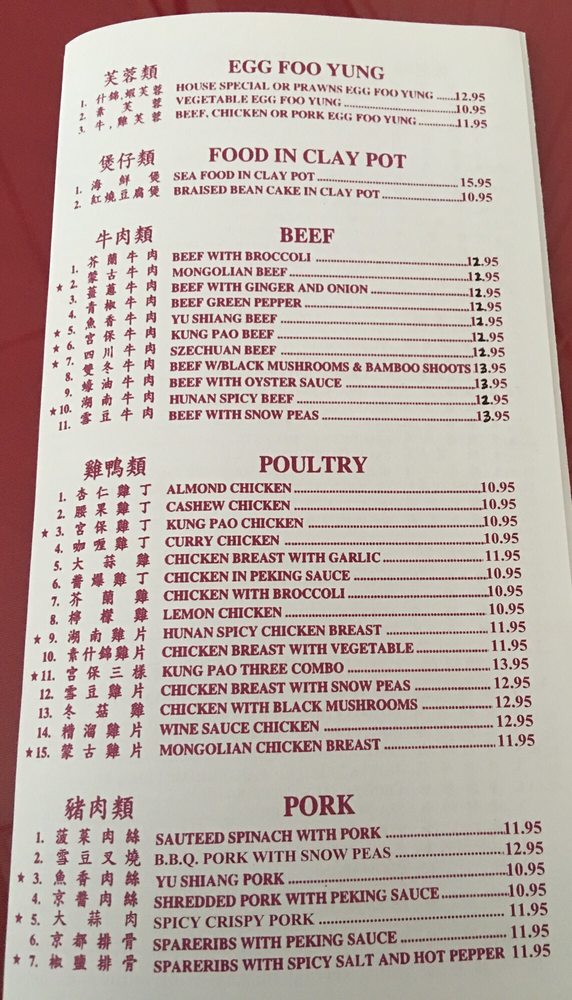 芙蓉類 EGG FOO YUNG
1. 什錦,蝦芙蓉 HOUSE SPECIAL OR PRAWNS EGG FOO YUNG ......12.95
2. 素芙蓉 VEGETABLE EGG FOO YUNG ......10.95
3. 牛,雞芙蓉 BEEF, CHICKEN OR PORK EGG FOO YUNG ......11.95
煲仔類 FOOD IN CLAY POT
1. 海鮮煲 SEA FOOD IN CLAY POT ......15.95
2. 紅燒豆腐煲 BRAISED BEAN CAKE IN CLAY POT ......10.95
牛肉類 BEEF
1. 芥蘭牛肉 BEEF WITH BROCCOLI ......12.95
★ 2. 蒙古牛肉 MONGOLIAN BEEF ......12.95
3. 薑蔥牛肉 BEEF WITH GINGER AND ONION ......12.95
4. 青椒牛肉 BEEF GREEN PEPPER ......12.95
★ 5. 魚香牛肉 YU SHIANG BEEF ......12.95
★ 6. 宮保牛肉 KUNG PAO BEEF ......12.95
★ 7. 四川牛肉 SZECHUAN BEEF ......12.95
8. 雙冬牛肉 BEEF W/BLACK MUSHROOMS & BAMBOO SHOOTS 13.95
9. 蠔油牛肉 BEEF WITH OYSTER SAUCE ......13.95
★10. 湖南牛肉 HUNAN SPICY BEEF ......12.95
11. 雪豆牛肉 BEEF WITH SNOW PEAS ......13.95
雞鴨類 POULTRY
1. 杏仁雞丁 ALMOND CHICKEN ......10.95
2. 腰果雞丁 CASHEW CHICKEN ......10.95
★ 3. 宮保雞丁 KUNG PAO CHICKEN ......10.95
4. 咖喱雞丁 CURRY CHICKEN ......10.95
5. 大蒜雞 CHICKEN BREAST WITH GARLIC ......11.95
6. 醬爆雞丁 CHICKEN IN PEKING SAUCE ......10.95
7. 芥蘭雞 CHICKEN WITH BROCCOLI ......10.95
8. 檸檬雞 LEMON CHICKEN ......10.95
★ 9. 湖南雞片 HUNAN SPICY CHICKEN BREAST ......11.95
10. 素什錦雞片 CHICKEN BREAST WITH VEGETABLE ......11.95
★11. 宮保三樣 KUNG PAO THREE COMBO ......13.95
12. 雪豆雞片 CHICKEN BREAST WITH SNOW PEAS ......12.95
13. 冬菇雞 CHICKEN WITH BLACK MUSHROOMS ......12.95
14. 糟溜雞片 WINE SAUCE CHICKEN ......12.95
★15. 蒙古雞片 MONGOLIAN CHICKEN BREAST ......11.95
豬肉類 PORK
1. 菠菜肉絲 SAUTEED SPINACH WITH PORK ......11.95
2. 雪豆叉燒 B.B.Q. PORK WITH SNOW PEAS ......12.95
★ 3. 魚香肉絲 YU SHIANG PORK ......10.95
4. 京醬肉絲 SHREDDED PORK WITH PEKING SAUCE ......10.95
★ 5. 大蒜肉 SPICY CRISPY PORK ......11.95
6. 京都排骨 SPARERIBS WITH PEKING SAUCE ......11.95
★ 7. 椒鹽排骨 SPARERIBS WITH SPICY SALT AND HOT PEPPER 11.95